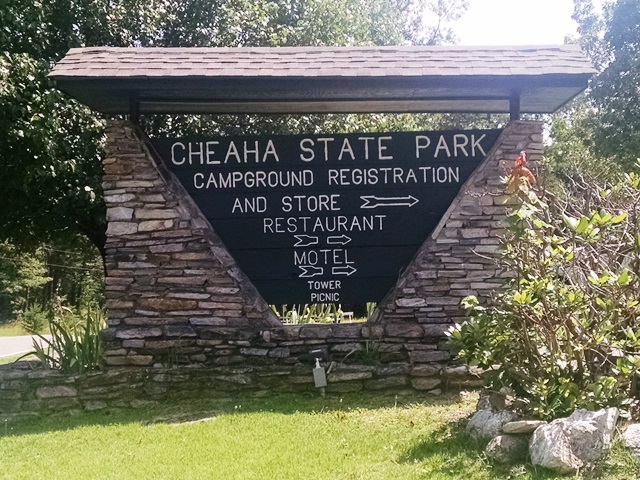 CHEAHA STATE PARK
CAMPGROUND REGISTRATION
AND STORE
RESTAURANT
MOTEL
TOWER
PICNIC